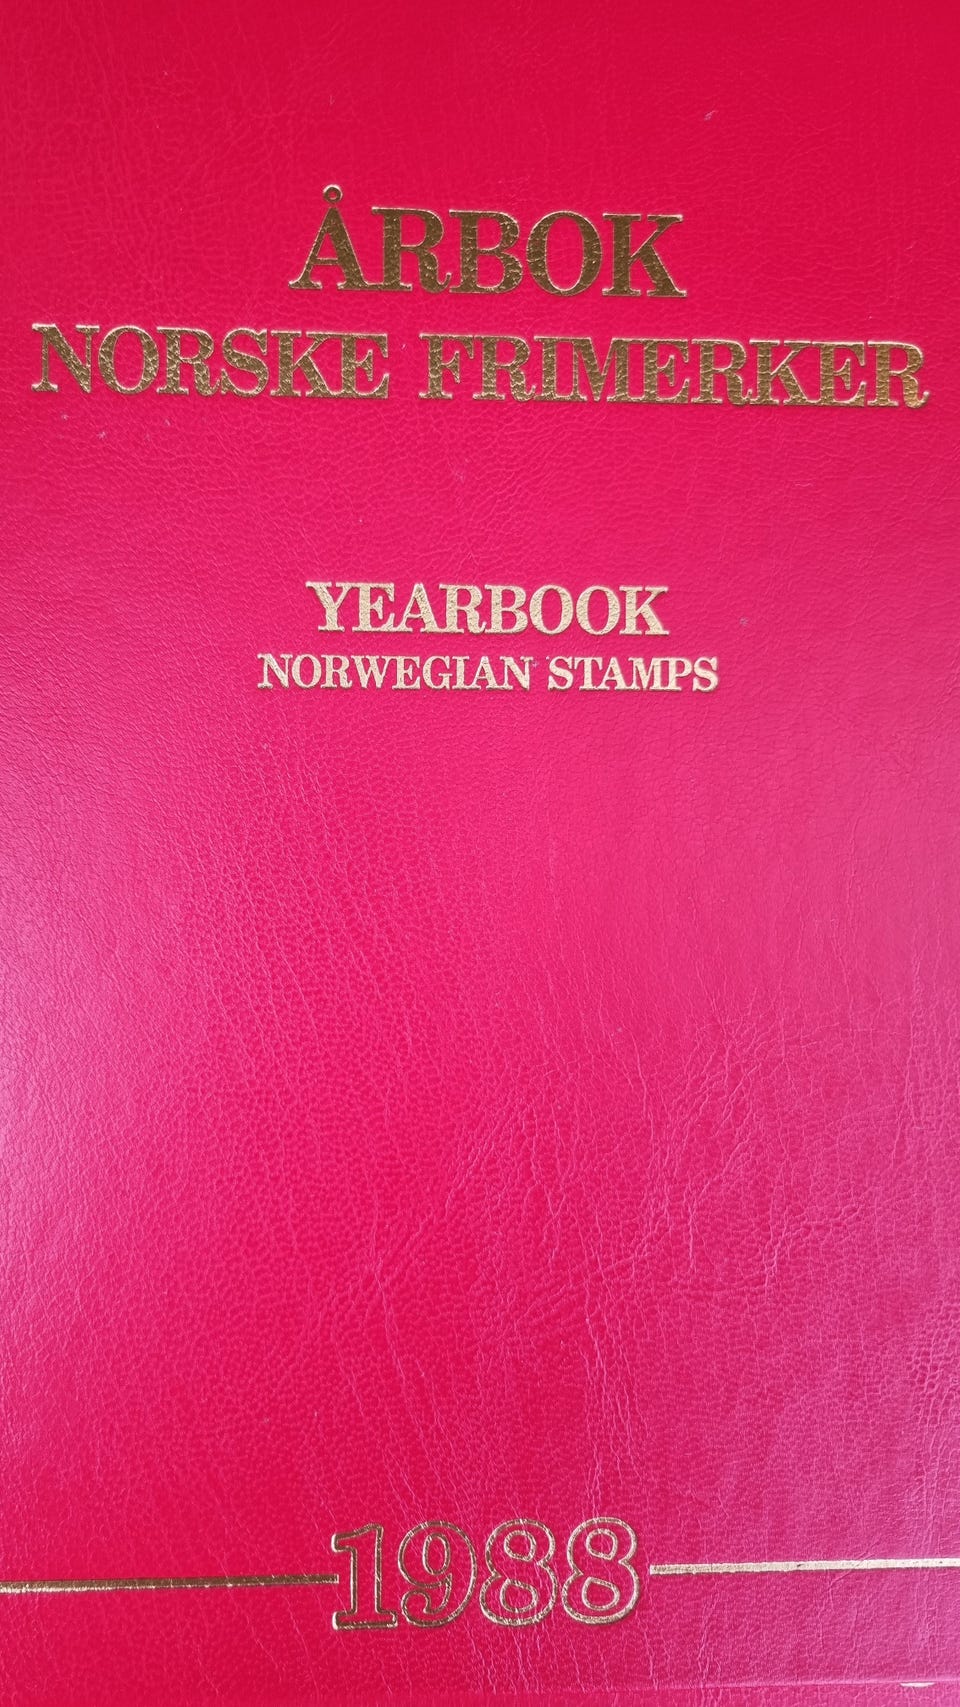 ÅRBOK
NORSKE FRIMERKER
YEARBOOK
NORWEGIAN STAMPS
1988